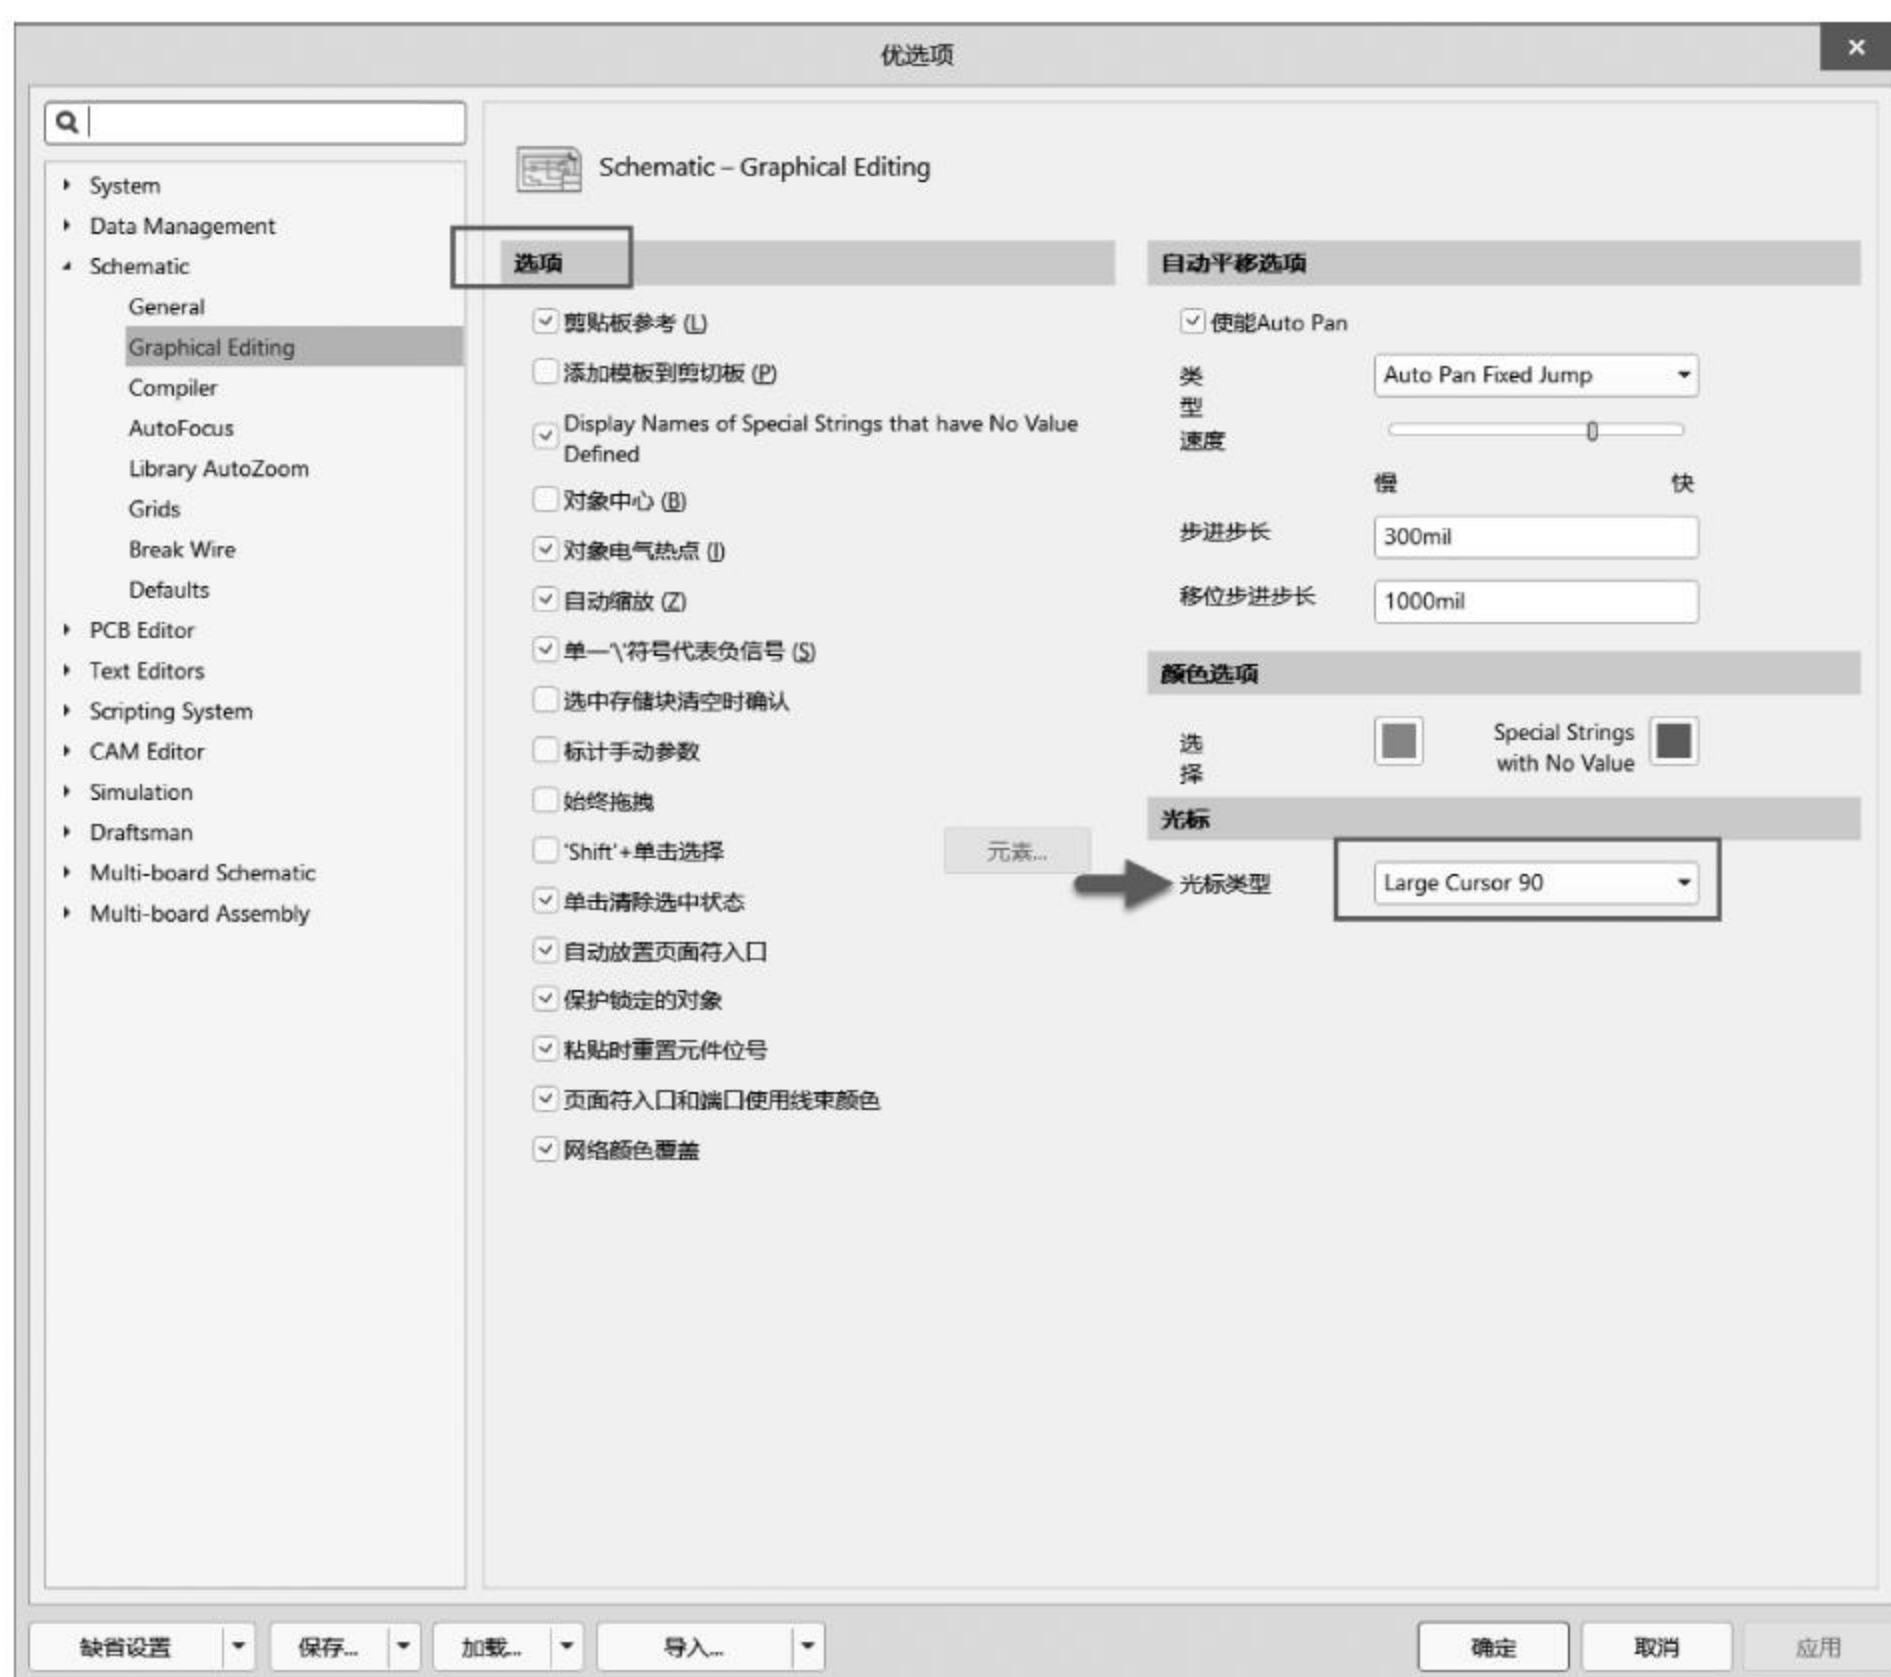 优选项
System
Data Management
Schematic
General
Graphical Editing
Compiler
AutoFocus
Library AutoZoom
Grids
Break Wire
Defaults
PCB Editor
Text Editors
Scripting System
CAM Editor
Simulation
Draftsman
Multi-board Schematic
Multi-board Assembly
Schematic – Graphical Editing
选项
剪贴板参考 (L)
添加模板到剪切板 (P)
Display Names of Special Strings that have No Value
Defined
对象中心 (B)
对象电气热点 (I)
自动缩放 (Z)
单一'\'符号代表负信号 (S)
选中存储块清空时确认
标计手动参数
始终拖拽
'Shift'+单击选择
元素...
单击清除选中状态
自动放置页面符入口
保护锁定的对象
粘贴时重置元件位号
页面符入口和端口使用线束颜色
网络颜色覆盖
自动平移选项
使能Auto Pan
类
型
Auto Pan Fixed Jump
速度
慢 快
步进步长 300mil
移位步进步长 1000mil
颜色选项
选
择
Special Strings
with No Value
光标
光标类型 Large Cursor 90
缺省设置 保存... 加载... 导入... 确定 取消 应用